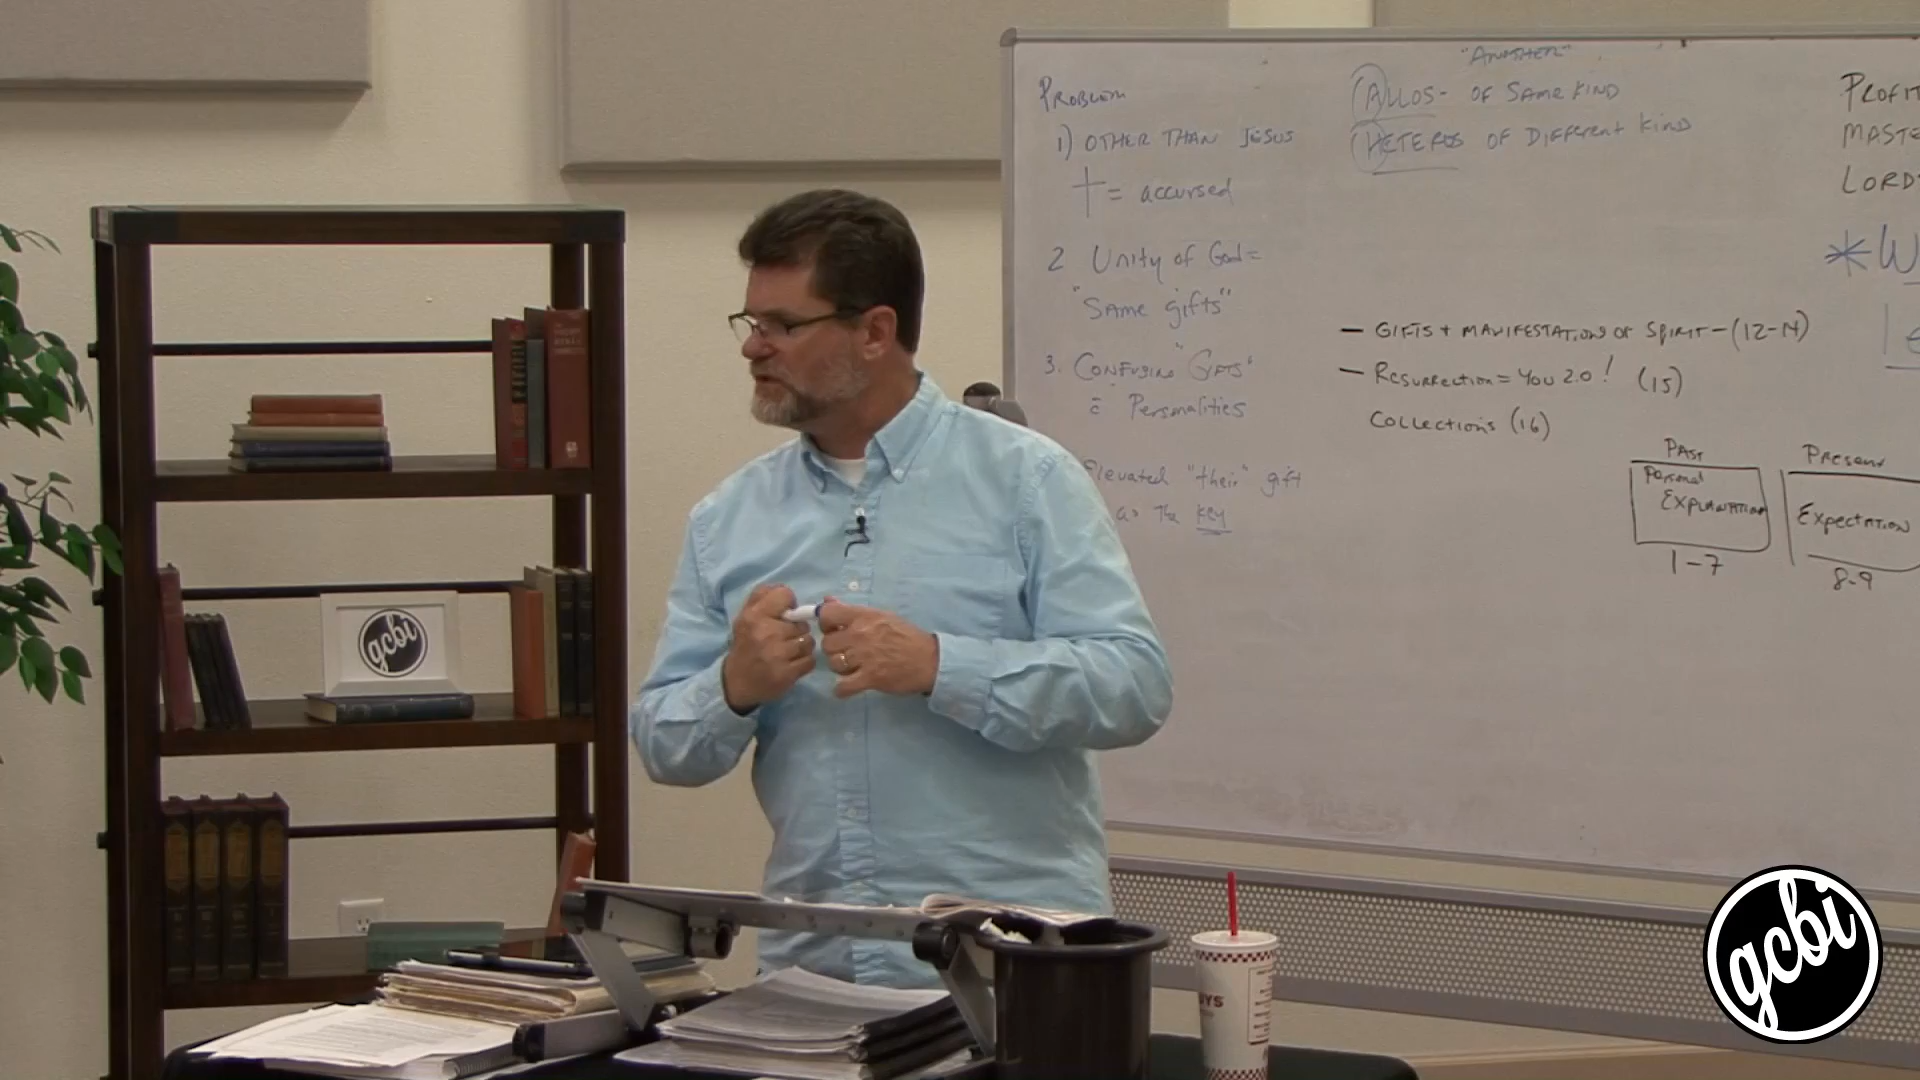 "ANOTHER"
PROBLEM
ALLOS- OF SAME KIND
HETEROS OF DIFFERENT KIND
1) OTHER THAN JESUS
† = accursed
2 Unity of God =
"Same gifts"
3. CONFUSING "GIFTS"
c̄ Personalities
Elevated "their" gift
as the key
PROFIT
MASTE
LORD
*W
— GIFTS + MANIFESTATIONS OF SPIRIT - (12-14)
— RESURRECTION = YOU 2.0! (15)
COLLECTIONS (16)
PAST
Personal
EXPLANATION
1-7
PRESENT
EXPECTATION
8-9
gcbi
gcbi
UYS